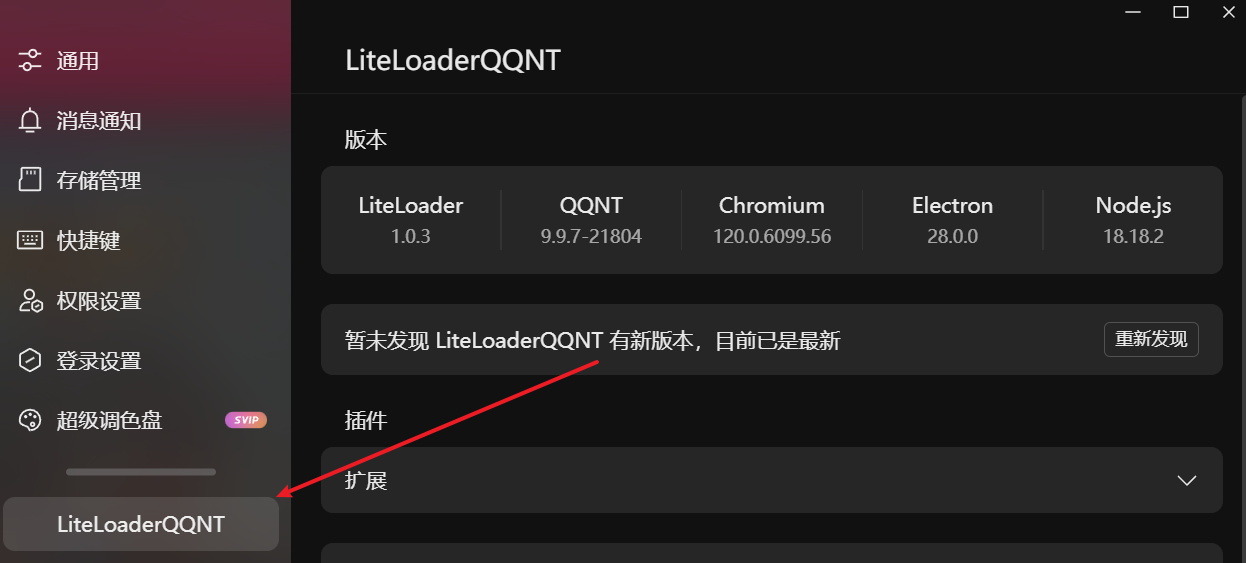 通用
消息通知
存储管理
快捷键
权限设置
登录设置
超级调色盘 SVIP
LiteLoaderQQNT
LiteLoaderQQNT
版本
LiteLoader QQNT Chromium Electron Node.js
1.0.3 9.9.7-21804 120.0.6099.56 28.0.0 18.18.2
暂未发现 LiteLoaderQQNT 有新版本，目前已是最新 重新发现
插件
扩展